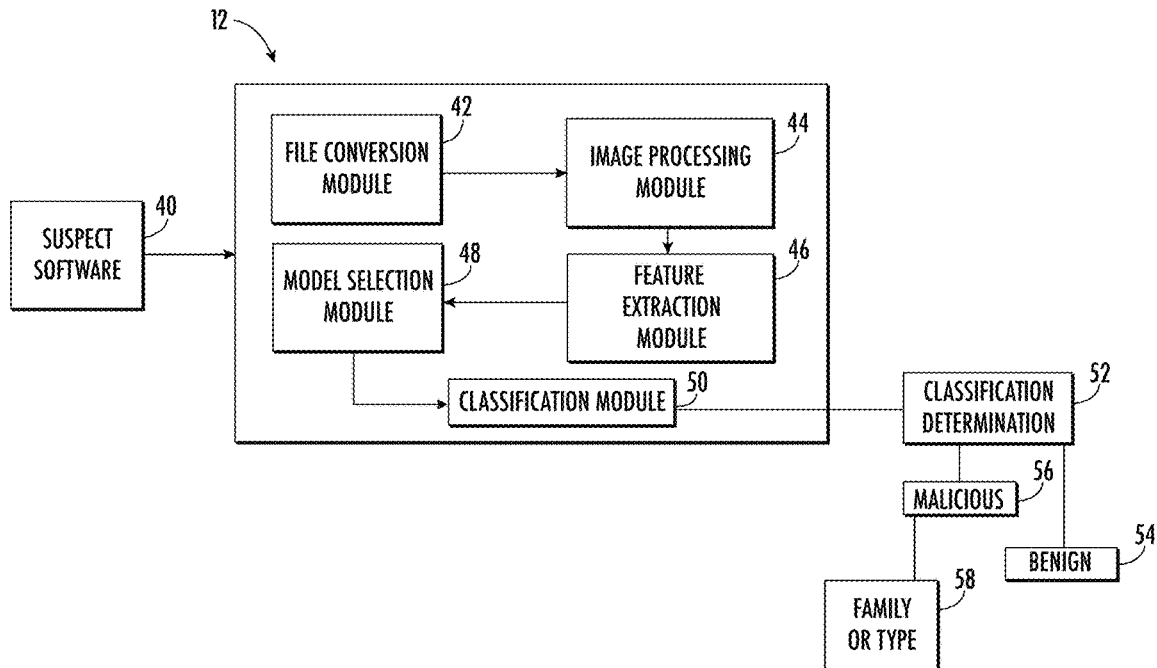 12
FILE CONVERSION
MODULE
42
IMAGE PROCESSING
MODULE
44
SUSPECT
SOFTWARE
40
MODEL SELECTION
MODULE
48
FEATURE
EXTRACTION
MODULE
46
CLASSIFICATION MODULE
50
CLASSIFICATION
DETERMINATION
52
MALICIOUS
56
BENIGN
54
FAMILY
OR TYPE
58